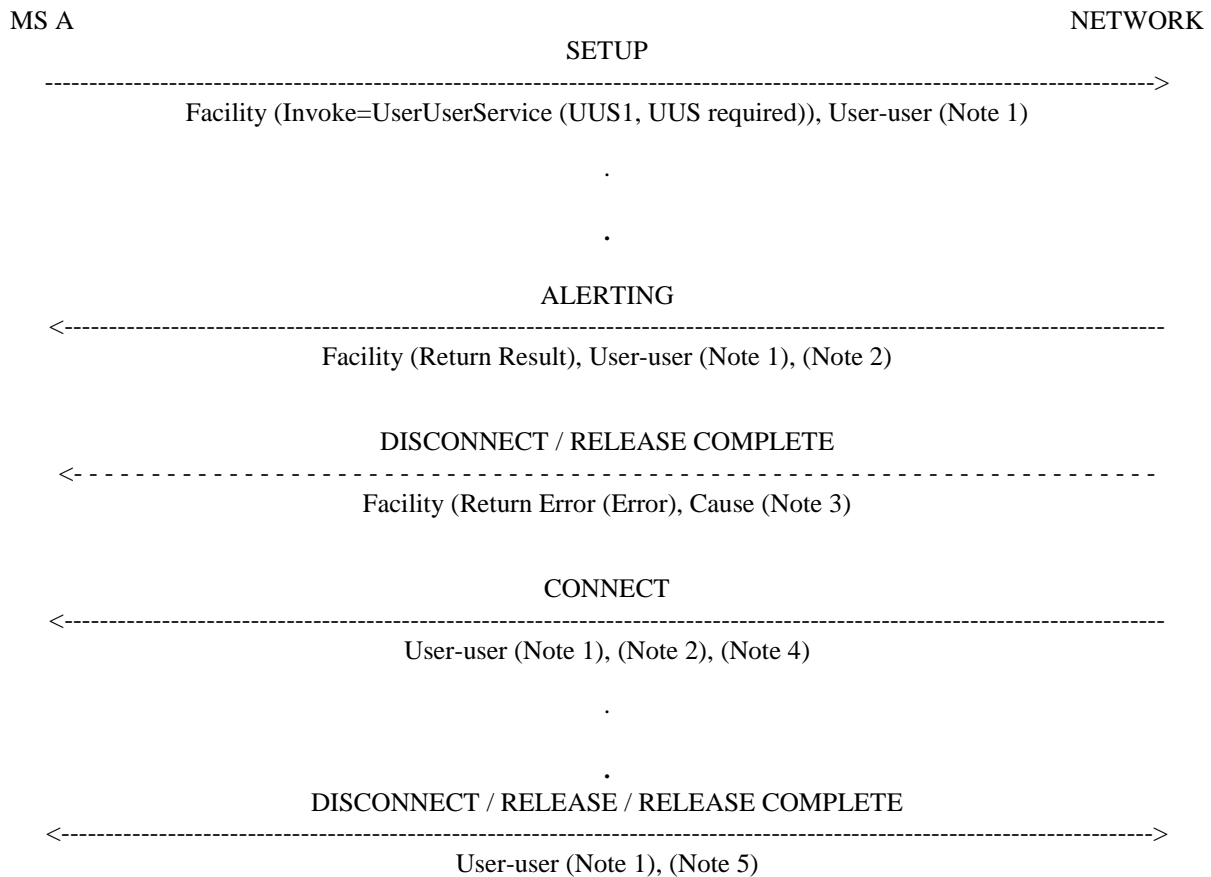 MS A NETWORK
SETUP
------------------------------------------------------------------------------------------------------------------------------>
Facility (Invoke=UserUserService (UUS1, UUS required)), User-user (Note 1)
.
.
ALERTING
<-----------------------------------------------------------------------------------------------------------------------------
Facility (Return Result), User-user (Note 1), (Note 2)
DISCONNECT / RELEASE COMPLETE
<- - - - - - - - - - - - - - - - - - - - - - - - - - - - - - - - - - - - - - - - - - - - - - - - - - - - - - - - - - - - - - - - - - - - - -
Facility (Return Error (Error), Cause (Note 3)
CONNECT
<-----------------------------------------------------------------------------------------------------------------------------
User-user (Note 1), (Note 2), (Note 4)
.
.
DISCONNECT / RELEASE / RELEASE COMPLETE
<---------------------------------------------------------------------------------------------------------------------------->
User-user (Note 1), (Note 5)